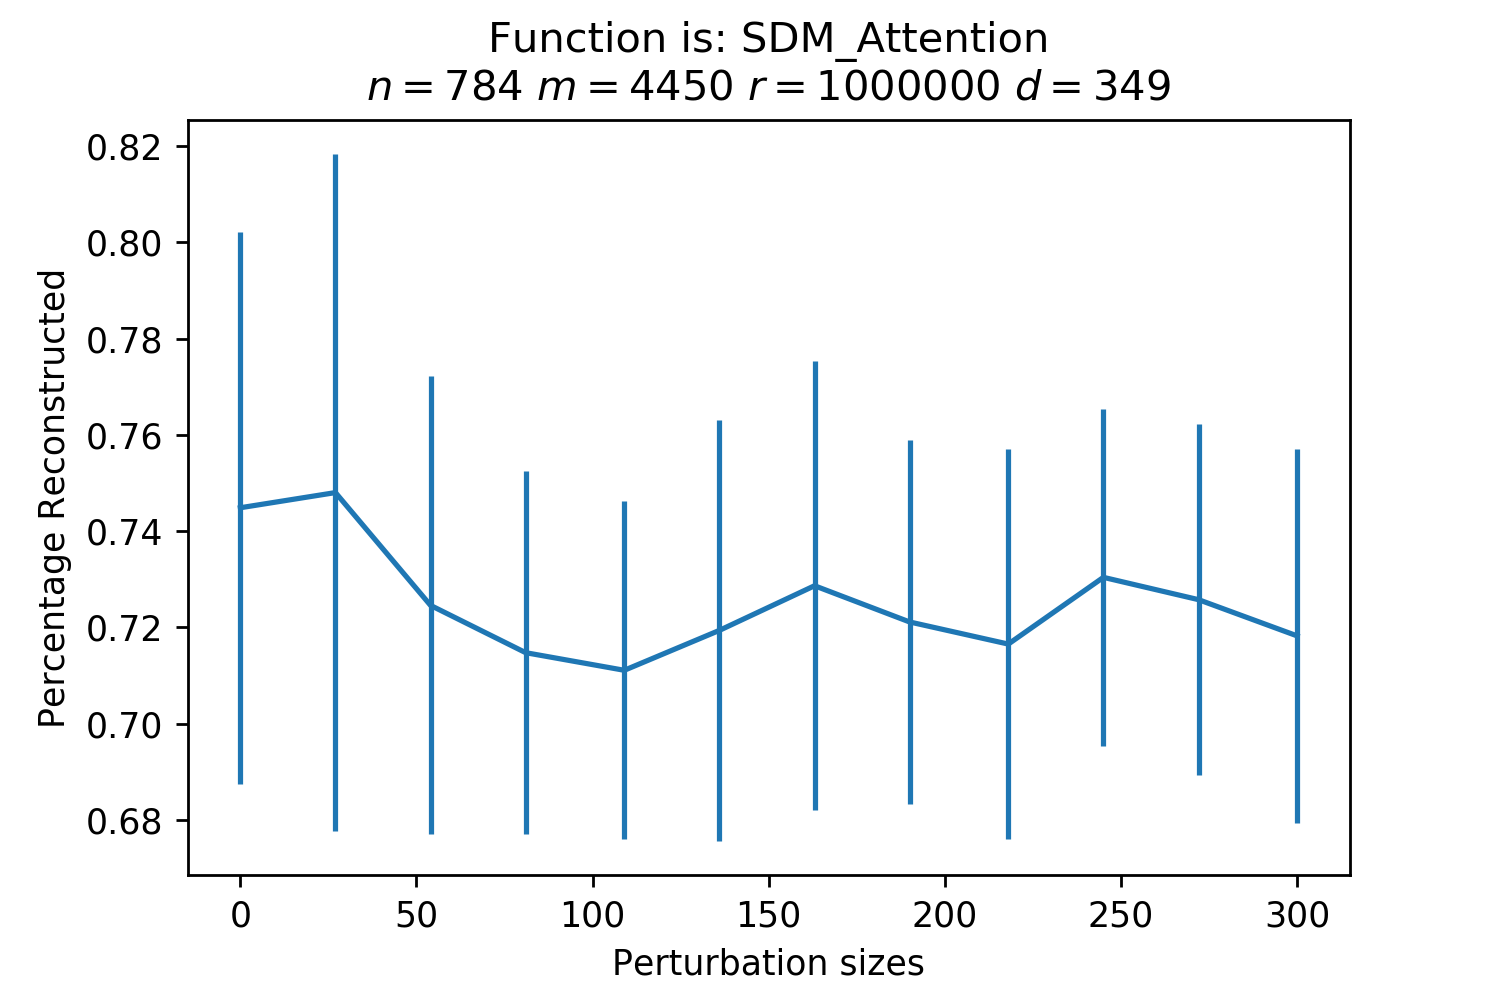 Function is: SDM_Attention
n = 784 m = 4450 r = 1000000 d = 349
0.82
0.80
0.78
0.76
0.74
0.72
0.70
0.68
Percentage Reconstructed
0 50 100 150 200 250 300
Perturbation sizes